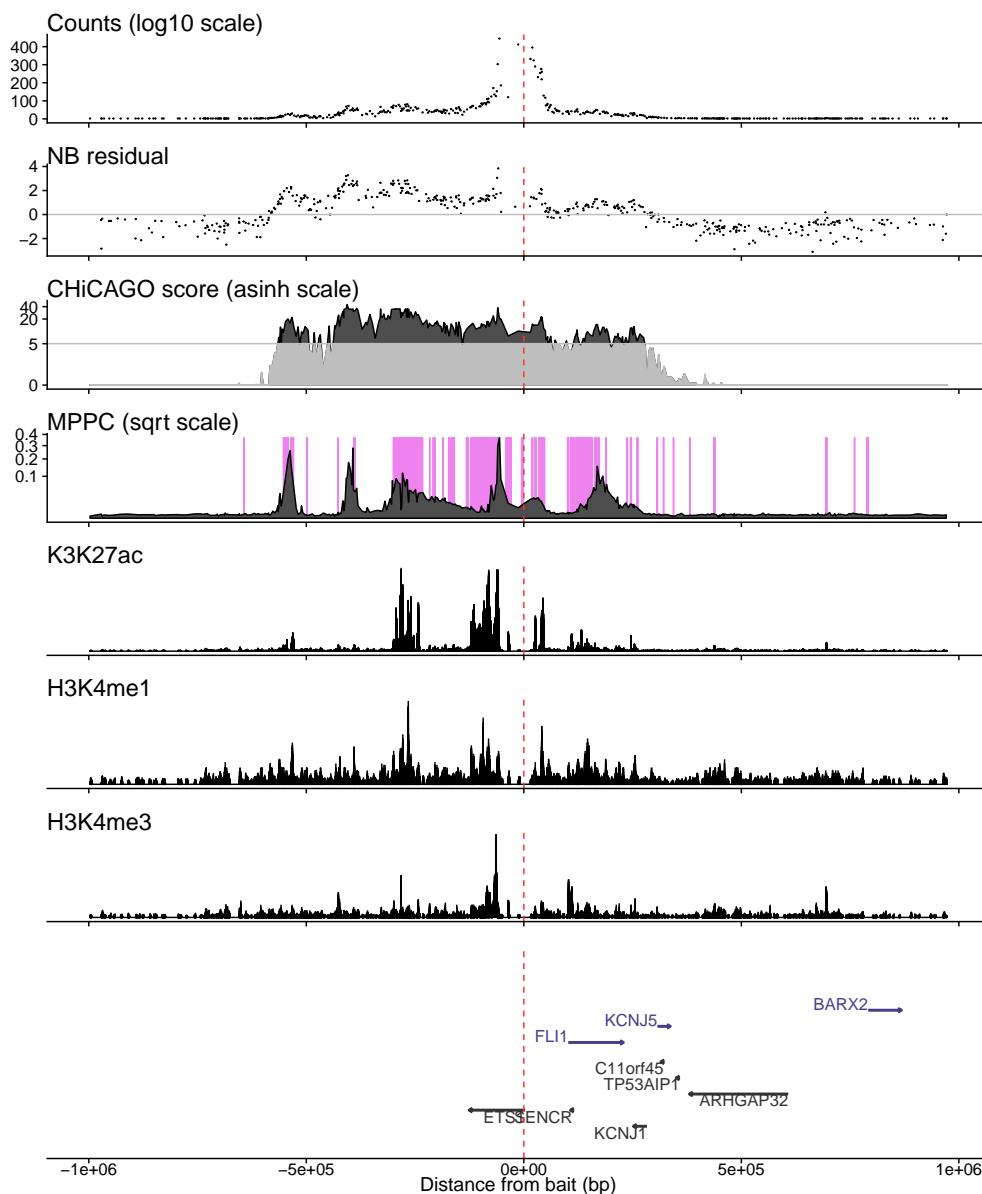 Counts (log10 scale)
400
300
200
100
0
NB residual
4
2
0
−2
CHiCAGO score (asinh scale)
40
20
5
0
MPPC (sqrt scale)
0.4
0.3
0.2
0.1
K3K27ac
H3K4me1
H3K4me3
BARX2
KCNJ5
FLI1
C11orf45
TP53AIP1
ARHGAP32
ETS1
SENCR
KCNJ1
−1e+06 −5e+05 0e+00 5e+05 1e+06
Distance from bait (bp)